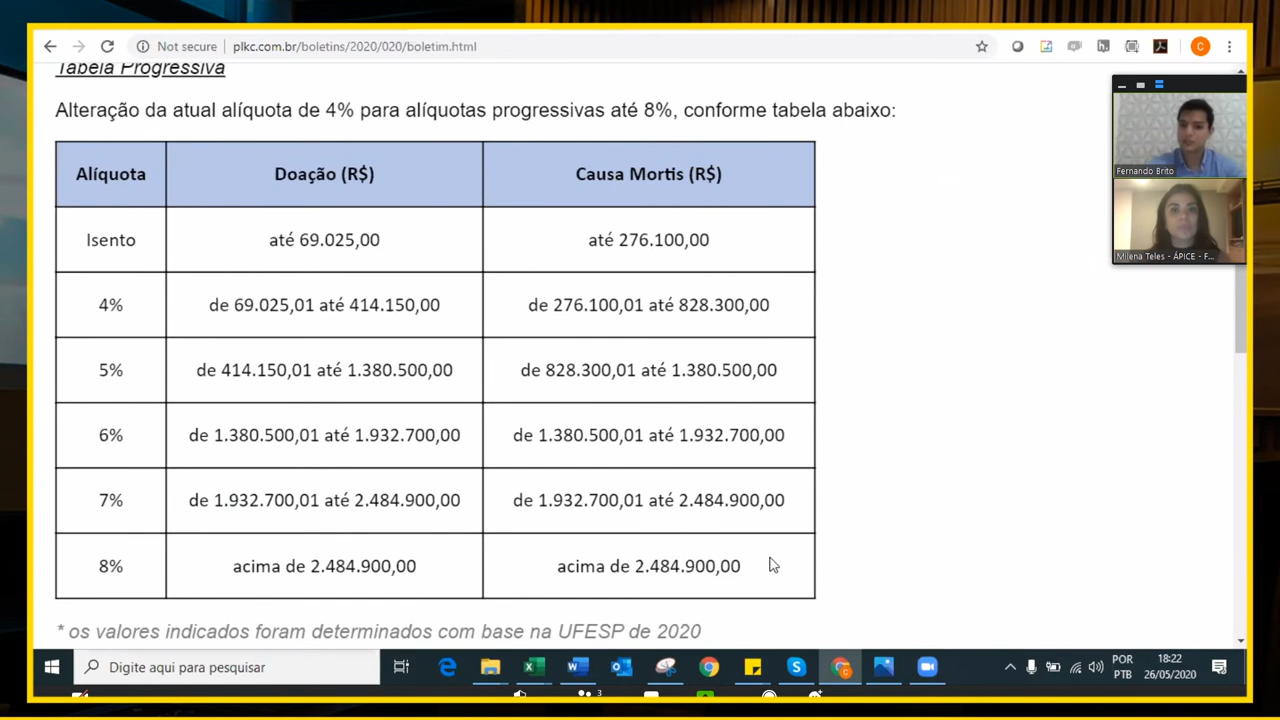 Not secure
plkc.com.br/boletins/2020/020/boletim.html
C
Tabela Progressiva
Alteração da atual alíquota de 4% para alíquotas progressivas até 8%, conforme tabela abaixo:
Alíquota Doação (R$) Causa Mortis (R$)
Isento até 69.025,00 até 276.100,00
4% de 69.025,01 até 414.150,00 de 276.100,01 até 828.300,00
5% de 414.150,01 até 1.380.500,00 de 828.300,01 até 1.380.500,00
6% de 1.380.500,01 até 1.932.700,00 de 1.380.500,01 até 1.932.700,00
7% de 1.932.700,01 até 2.484.900,00 de 1.932.700,01 até 2.484.900,00
8% acima de 2.484.900,00 acima de 2.484.900,00
* os valores indicados foram determinados com base na UFESP de 2020
Fernando Brito
Milena Teles - ÁPICE - F...
Digite aqui para pesquisar
POR
PTB
18:22
26/05/2020
3